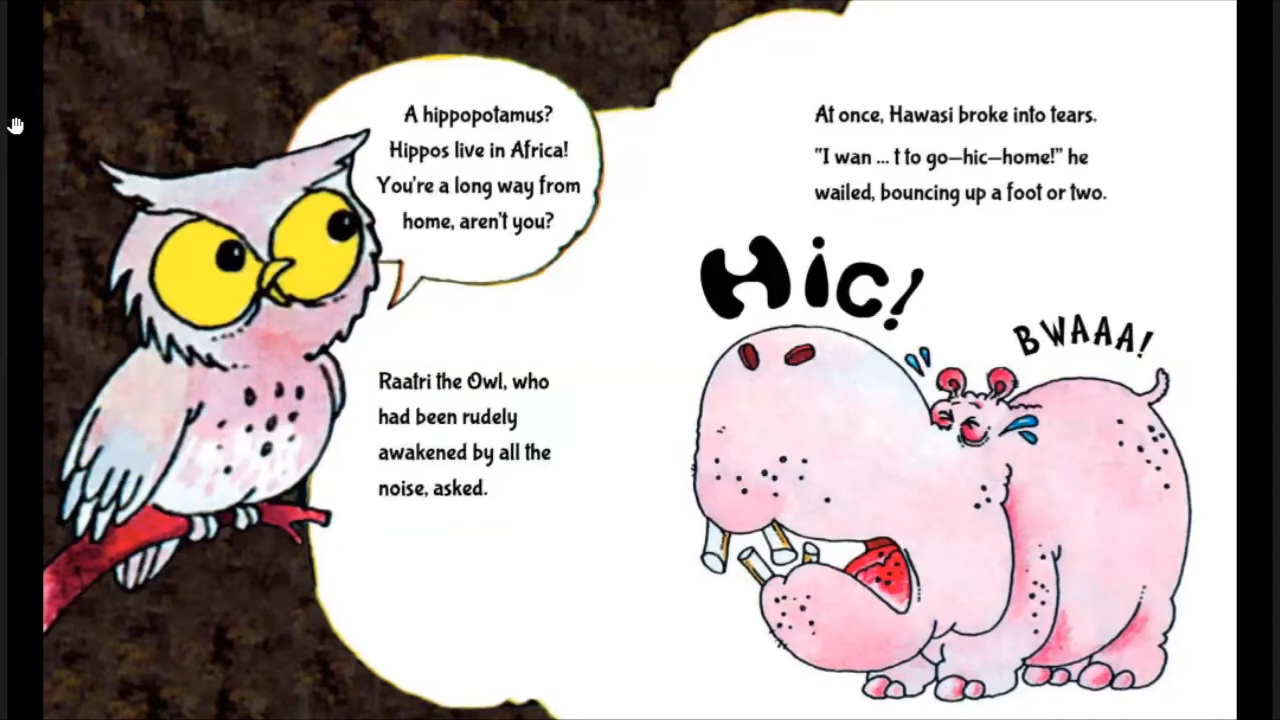 A hippopotamus?
Hippos live in Africa!
You're a long way from
home, aren't you?
Raatri the Owl, who
had been rudely
awakened by all the
noise, asked.
At once, Hawasi broke into tears.
"I wan ... t to go—hic—home!" he
wailed, bouncing up a foot or two.
Hic!
BWAAA!